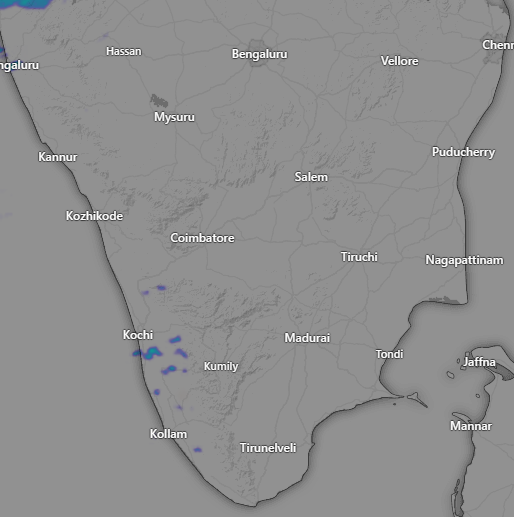 Hassan
Bengaluru
Chenn
ngaluru
Vellore
Mysuru
Kannur
Puducherry
Salem
Kozhikode
Coimbatore
Tiruchi
Nagapattinam
Kochi
Madurai
Tondi
Kumily
Jaffna
Kollam
Mannar
Tirunelveli